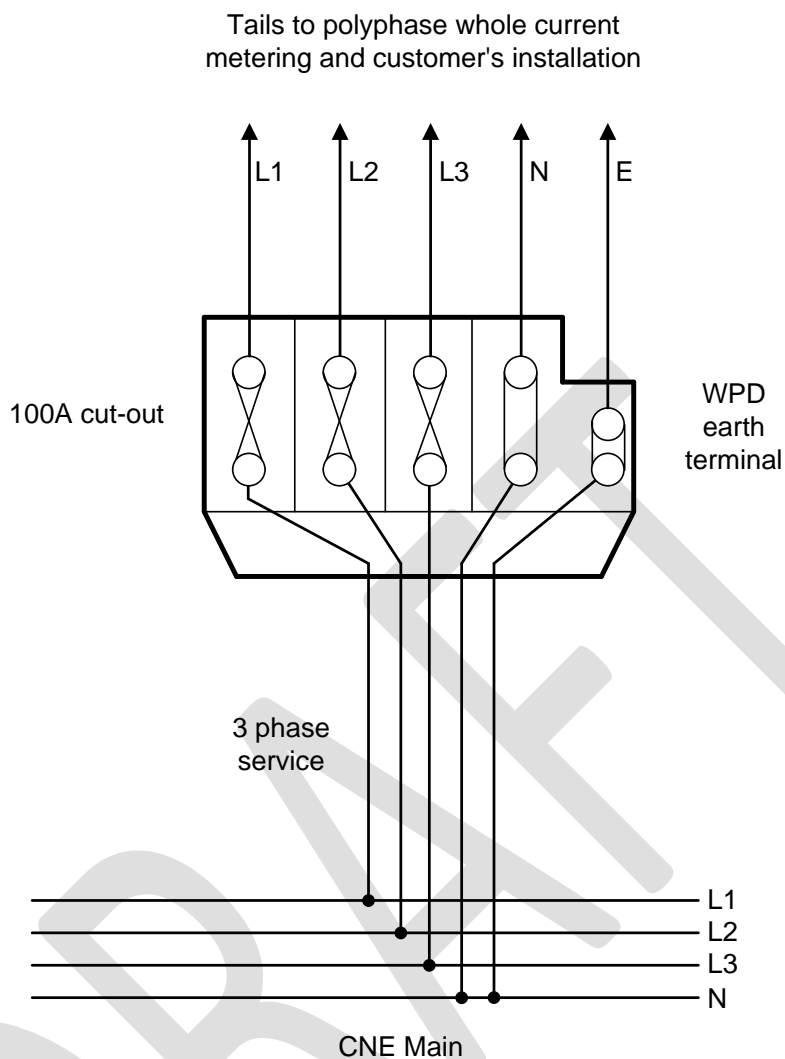 Tails to polyphase whole current
metering and customer's installation
L1
L2
L3
N
E
100A cut-out
WPD
earth
terminal
3 phase
service
L1
L2
L3
N
CNE Main
DRAFT